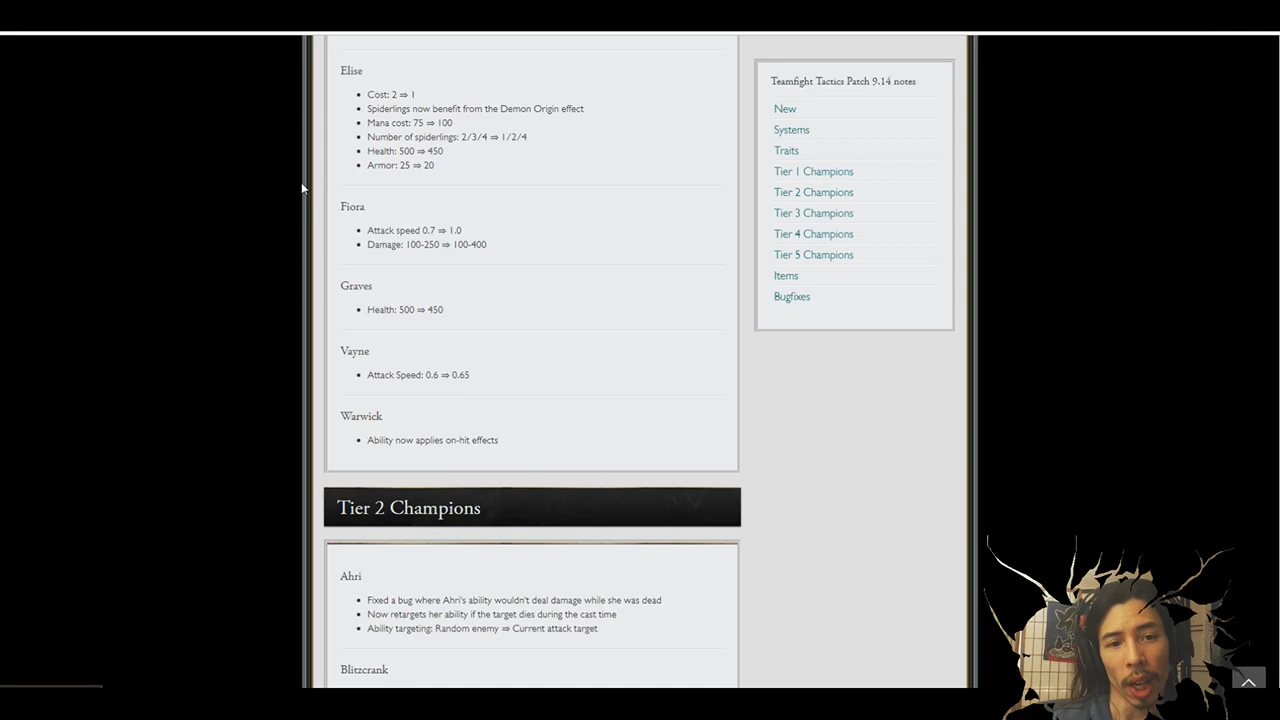 Elise
Cost: 2 ⇒ 1
Spiderlings now benefit from the Demon Origin effect
Mana cost: 75 ⇒ 100
Number of spiderlings: 2/3/4 ⇒ 1/2/4
Health: 500 ⇒ 450
Armor: 25 ⇒ 20
Fiora
Attack speed 0.7 ⇒ 1.0
Damage: 100-250 ⇒ 100-400
Graves
Health: 500 ⇒ 450
Vayne
Attack Speed: 0.6 ⇒ 0.65
Warwick
Ability now applies on-hit effects
Tier 2 Champions
Ahri
Fixed a bug where Ahri's ability wouldn't deal damage while she was dead
Now retargets her ability if the target dies during the cast time
Ability targeting: Random enemy ⇒ Current attack target
Blitzcrank
Teamfight Tactics Patch 9.14 notes
New
Systems
Traits
Tier 1 Champions
Tier 2 Champions
Tier 3 Champions
Tier 4 Champions
Tier 5 Champions
Items
Bugfixes